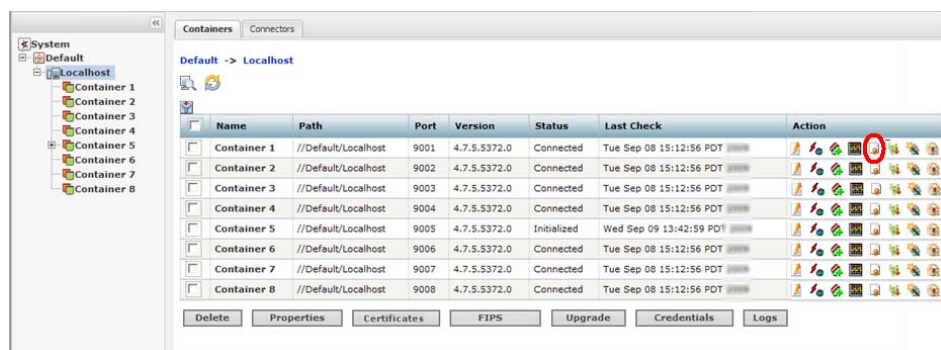 Containers Connectors
System
Default
Localhost
Container 1
Container 2
Container 3
Container 4
Container 5
Container 6
Container 7
Container 8
Default -> Localhost
Name Path Port Version Status Last Check Action
Container 1 //Default/Localhost 9001 4.7.5.5372.0 Connected Tue Sep 08 15:12:56 PDT
Container 2 //Default/Localhost 9002 4.7.5.5372.0 Connected Tue Sep 08 15:12:56 PDT
Container 3 //Default/Localhost 9003 4.7.5.5372.0 Connected Tue Sep 08 15:12:56 PDT
Container 4 //Default/Localhost 9004 4.7.5.5372.0 Connected Tue Sep 08 15:12:56 PDT
Container 5 //Default/Localhost 9005 4.7.5.5372.0 Initialized Wed Sep 09 13:42:59 PDT
Container 6 //Default/Localhost 9006 4.7.5.5372.0 Connected Tue Sep 08 15:12:56 PDT
Container 7 //Default/Localhost 9007 4.7.5.5372.0 Connected Tue Sep 08 15:12:56 PDT
Container 8 //Default/Localhost 9008 4.7.5.5372.0 Connected Tue Sep 08 15:12:56 PDT
Delete Properties Certificates FIPS Upgrade Credentials Logs